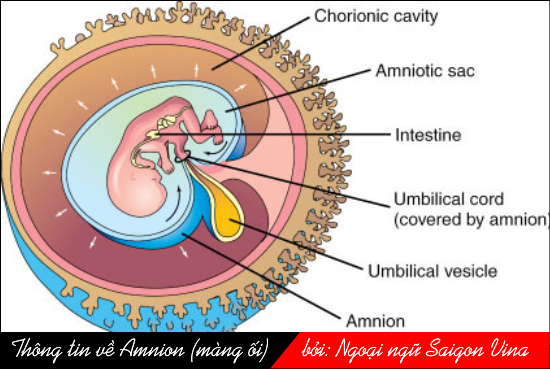 Chorionic cavity
Amniotic sac
Intestine
Umbilical cord
(covered by amnion)
Umbilical vesicle
Amnion
Thông tin về Amnion (màng ối)
bởi: Ngoại ngữ Saigon Vina